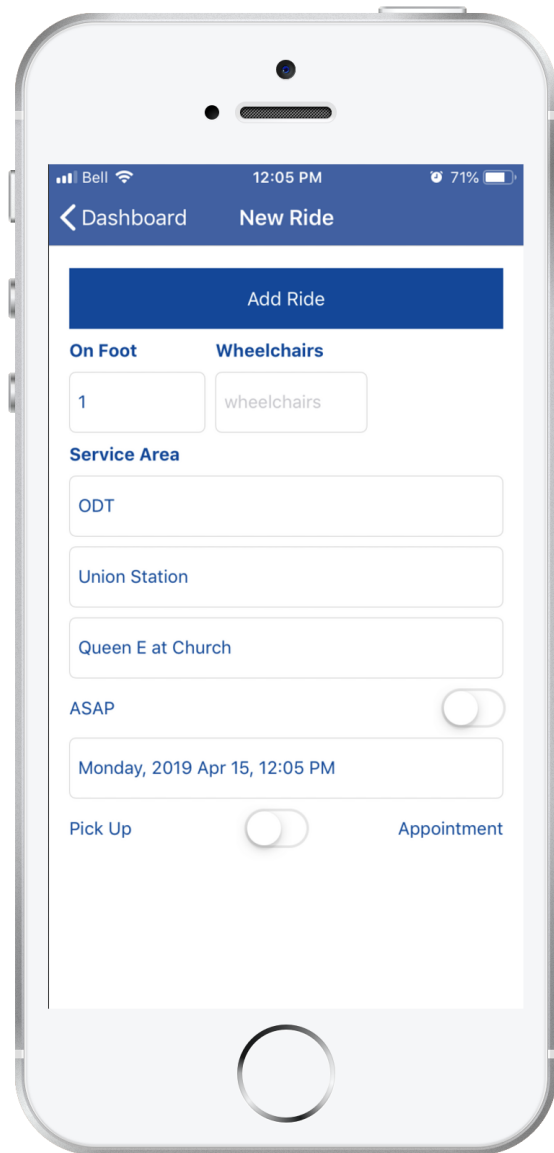 Bell 12:05 PM 71%
Dashboard New Ride
Add Ride
On Foot Wheelchairs
1 wheelchairs
Service Area
ODT
Union Station
Queen E at Church
ASAP
Monday, 2019 Apr 15, 12:05 PM
Pick Up Appointment